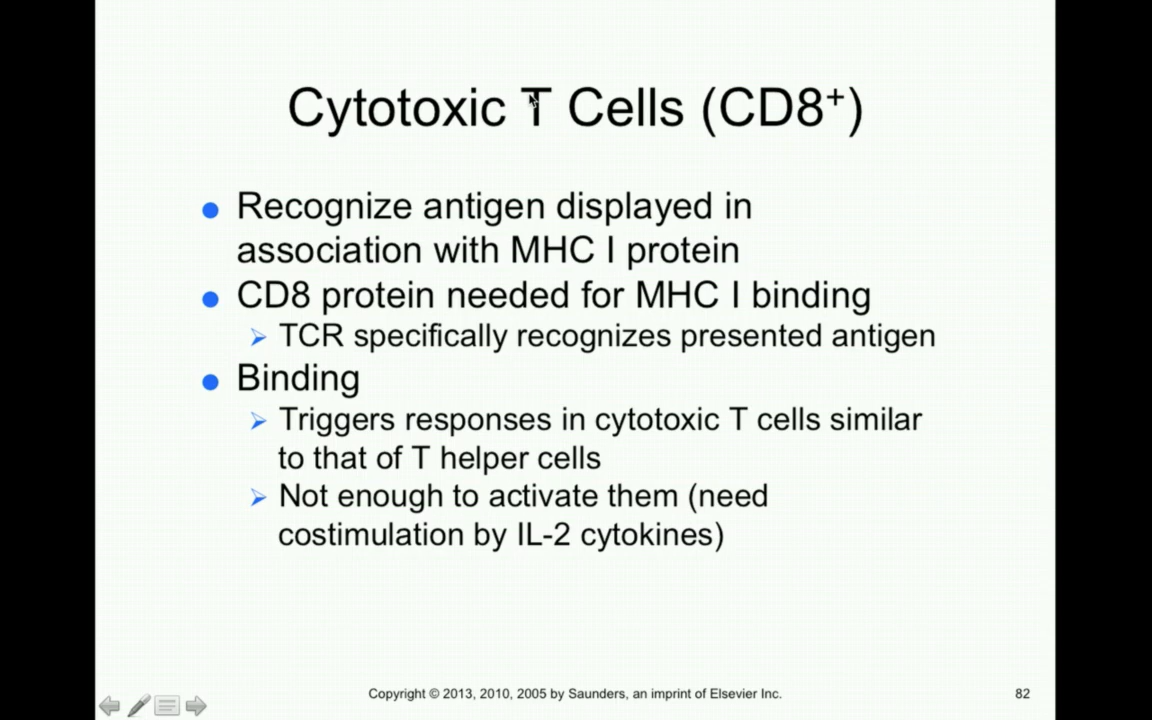 Cytotoxic T Cells (CD8⁺)
Recognize antigen displayed in
association with MHC I protein
CD8 protein needed for MHC I binding
TCR specifically recognizes presented antigen
Binding
Triggers responses in cytotoxic T cells similar
to that of T helper cells
Not enough to activate them (need
costimulation by IL-2 cytokines)
Copyright © 2013, 2010, 2005 by Saunders, an imprint of Elsevier Inc.
82